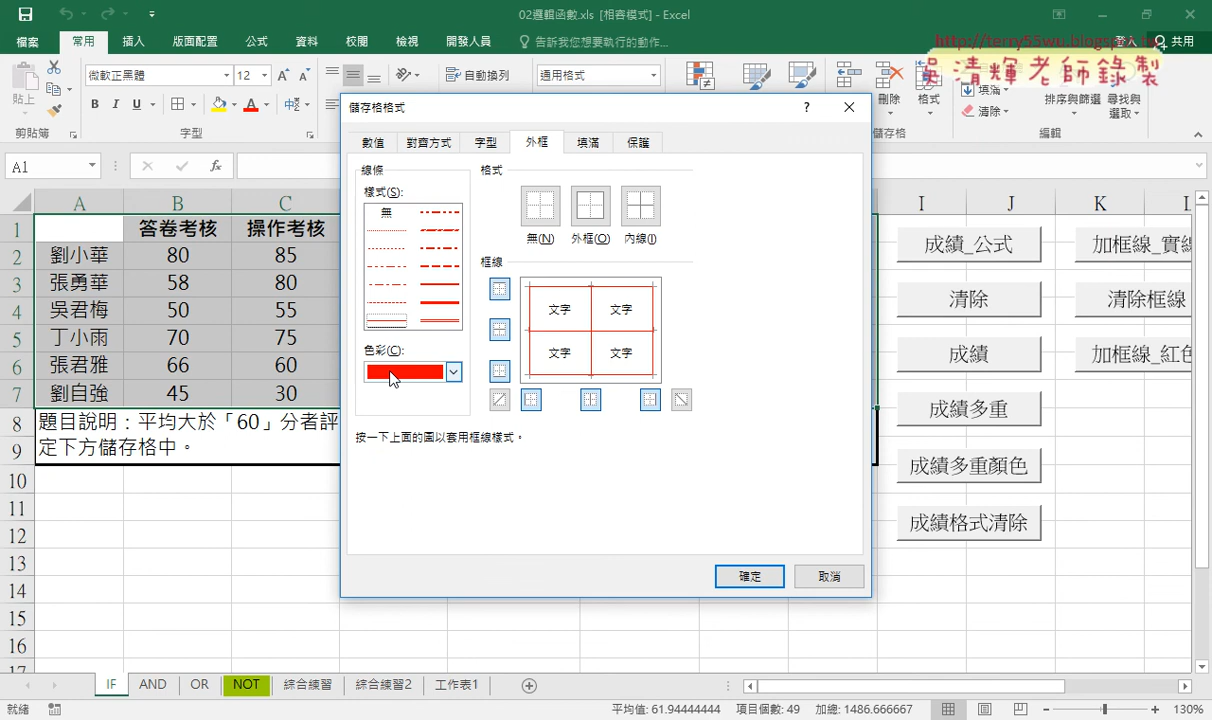 02邏輯函數.xls [相容模式] - Excel
檔案 常用 插入 版面配置 公式 資料 校閱 檢視 開發人員 告訴我您想要執行的動作... 登入 共用
http://terry55wu.blogspot.tw
吳清輝老師錄製
貼上 微軟正黑體 12 自動換列 通用格式 刪除 格式 填滿 清除 排序與篩選 尋找與選取
B I U
剪貼簿 字型 儲存格 編輯
A1 fx
儲存格格式 ?
數值 對齊方式 字型 外框 填滿 保護
線條 格式
樣式(S):
無
無(N) 外框(O) 內線(I)
框線
文字 文字
文字 文字
色彩(C):
按一下上面的圖以套用框線樣式。
確定 取消
A B C I J K L
1 答卷考核 操作考核
2 劉小華 80 85
3 張勇華 58 80
4 吳君梅 50 55
5 丁小雨 70 75
6 張君雅 66 60
7 劉自強 45 30
8 題目說明：平均大於「60」分者評
9 定下方儲存格中。
10
11
12
13
14
15
16
17
成績_公式 加框線_實線
清除 清除框線
成績 加框線_紅色
成績多重
成績多重顏色
成績格式清除
IF AND OR NOT 綜合練習 綜合練習2 工作表1
就緒 平均值: 61.94444444 項目個數: 49 加總: 1486.666667 130%